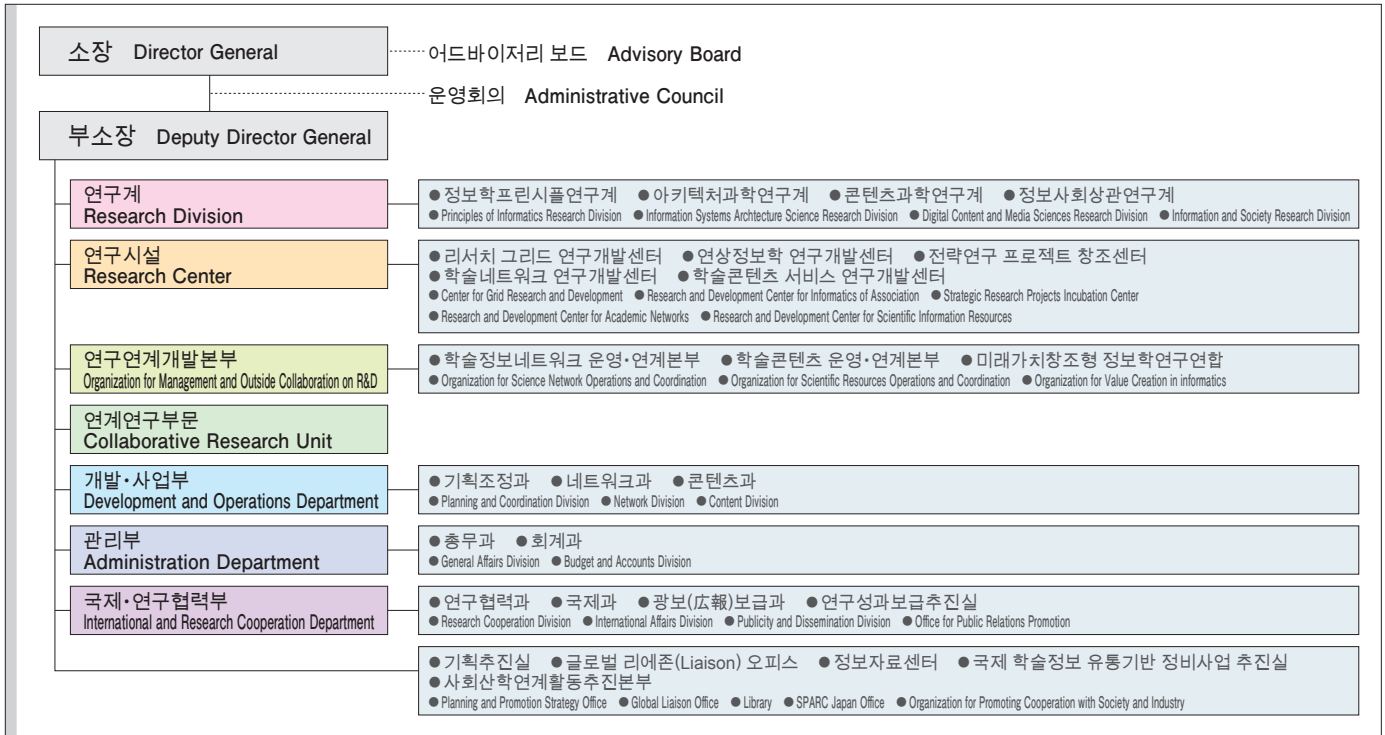 소장 Director General
어드바이저리 보드 Advisory Board
운영회의 Administrative Council
부소장 Deputy Director General
연구계
Research Division
●정보학프린시플연구계 ●아키텍처과학연구계 ●콘텐츠과학연구계 ●정보사회상관연구계
●Principles of Informatics Research Division ●Information Systems Archtecture Science Research Division ●Digital Content and Media Sciences Research Division ●Information and Society Research Division
연구시설
Research Center
●리서치 그리드 연구개발센터 ●연상정보학 연구개발센터 ●전략연구 프로젝트 창조센터
●학술네트워크 연구개발센터 ●학술콘텐츠 서비스 연구개발센터
●Center for Grid Research and Development ●Research and Development Center for Informatics of Association ●Strategic Research Projects Incubation Center
●Research and Development Center for Academic Networks ●Research and Development Center for Scientific Information Resources
연구연계개발본부
Organization for Management and Outside Collaboration on R&D
●학술정보네트워크 운영·연계본부 ●학술콘텐츠 운영·연계본부 ●미래가치창조형 정보학연구연합
●Organization for Science Network Operations and Coordination ●Organization for Scientific Resources Operations and Coordination ●Organization for Value Creation in informatics
연계연구부문
Collaborative Research Unit
개발·사업부
Development and Operations Department
●기획조정과 ●네트워크과 ●콘텐츠과
●Planning and Coordination Division ●Network Division ●Content Division
관리부
Administration Department
●총무과 ●회계과
●General Affairs Division ●Budget and Accounts Division
국제·연구협력부
International and Research Cooperation Department
●연구협력과 ●국제과 ●광보(広報)보급과 ●연구성과보급추진실
●Research Cooperation Division ●International Affairs Division ●Publicity and Dissemination Division ●Office for Public Relations Promotion
●기획추진실 ●글로벌 리에존(Liaison) 오피스 ●정보자료센터 ●국제 학술정보 유통기반 정비사업 추진실
●사회산학연계활동추진본부
●Planning and Promotion Strategy Office ●Global Liaison Office ●Library ●SPARC Japan Office ●Organization for Promoting Cooperation with Society and Industry